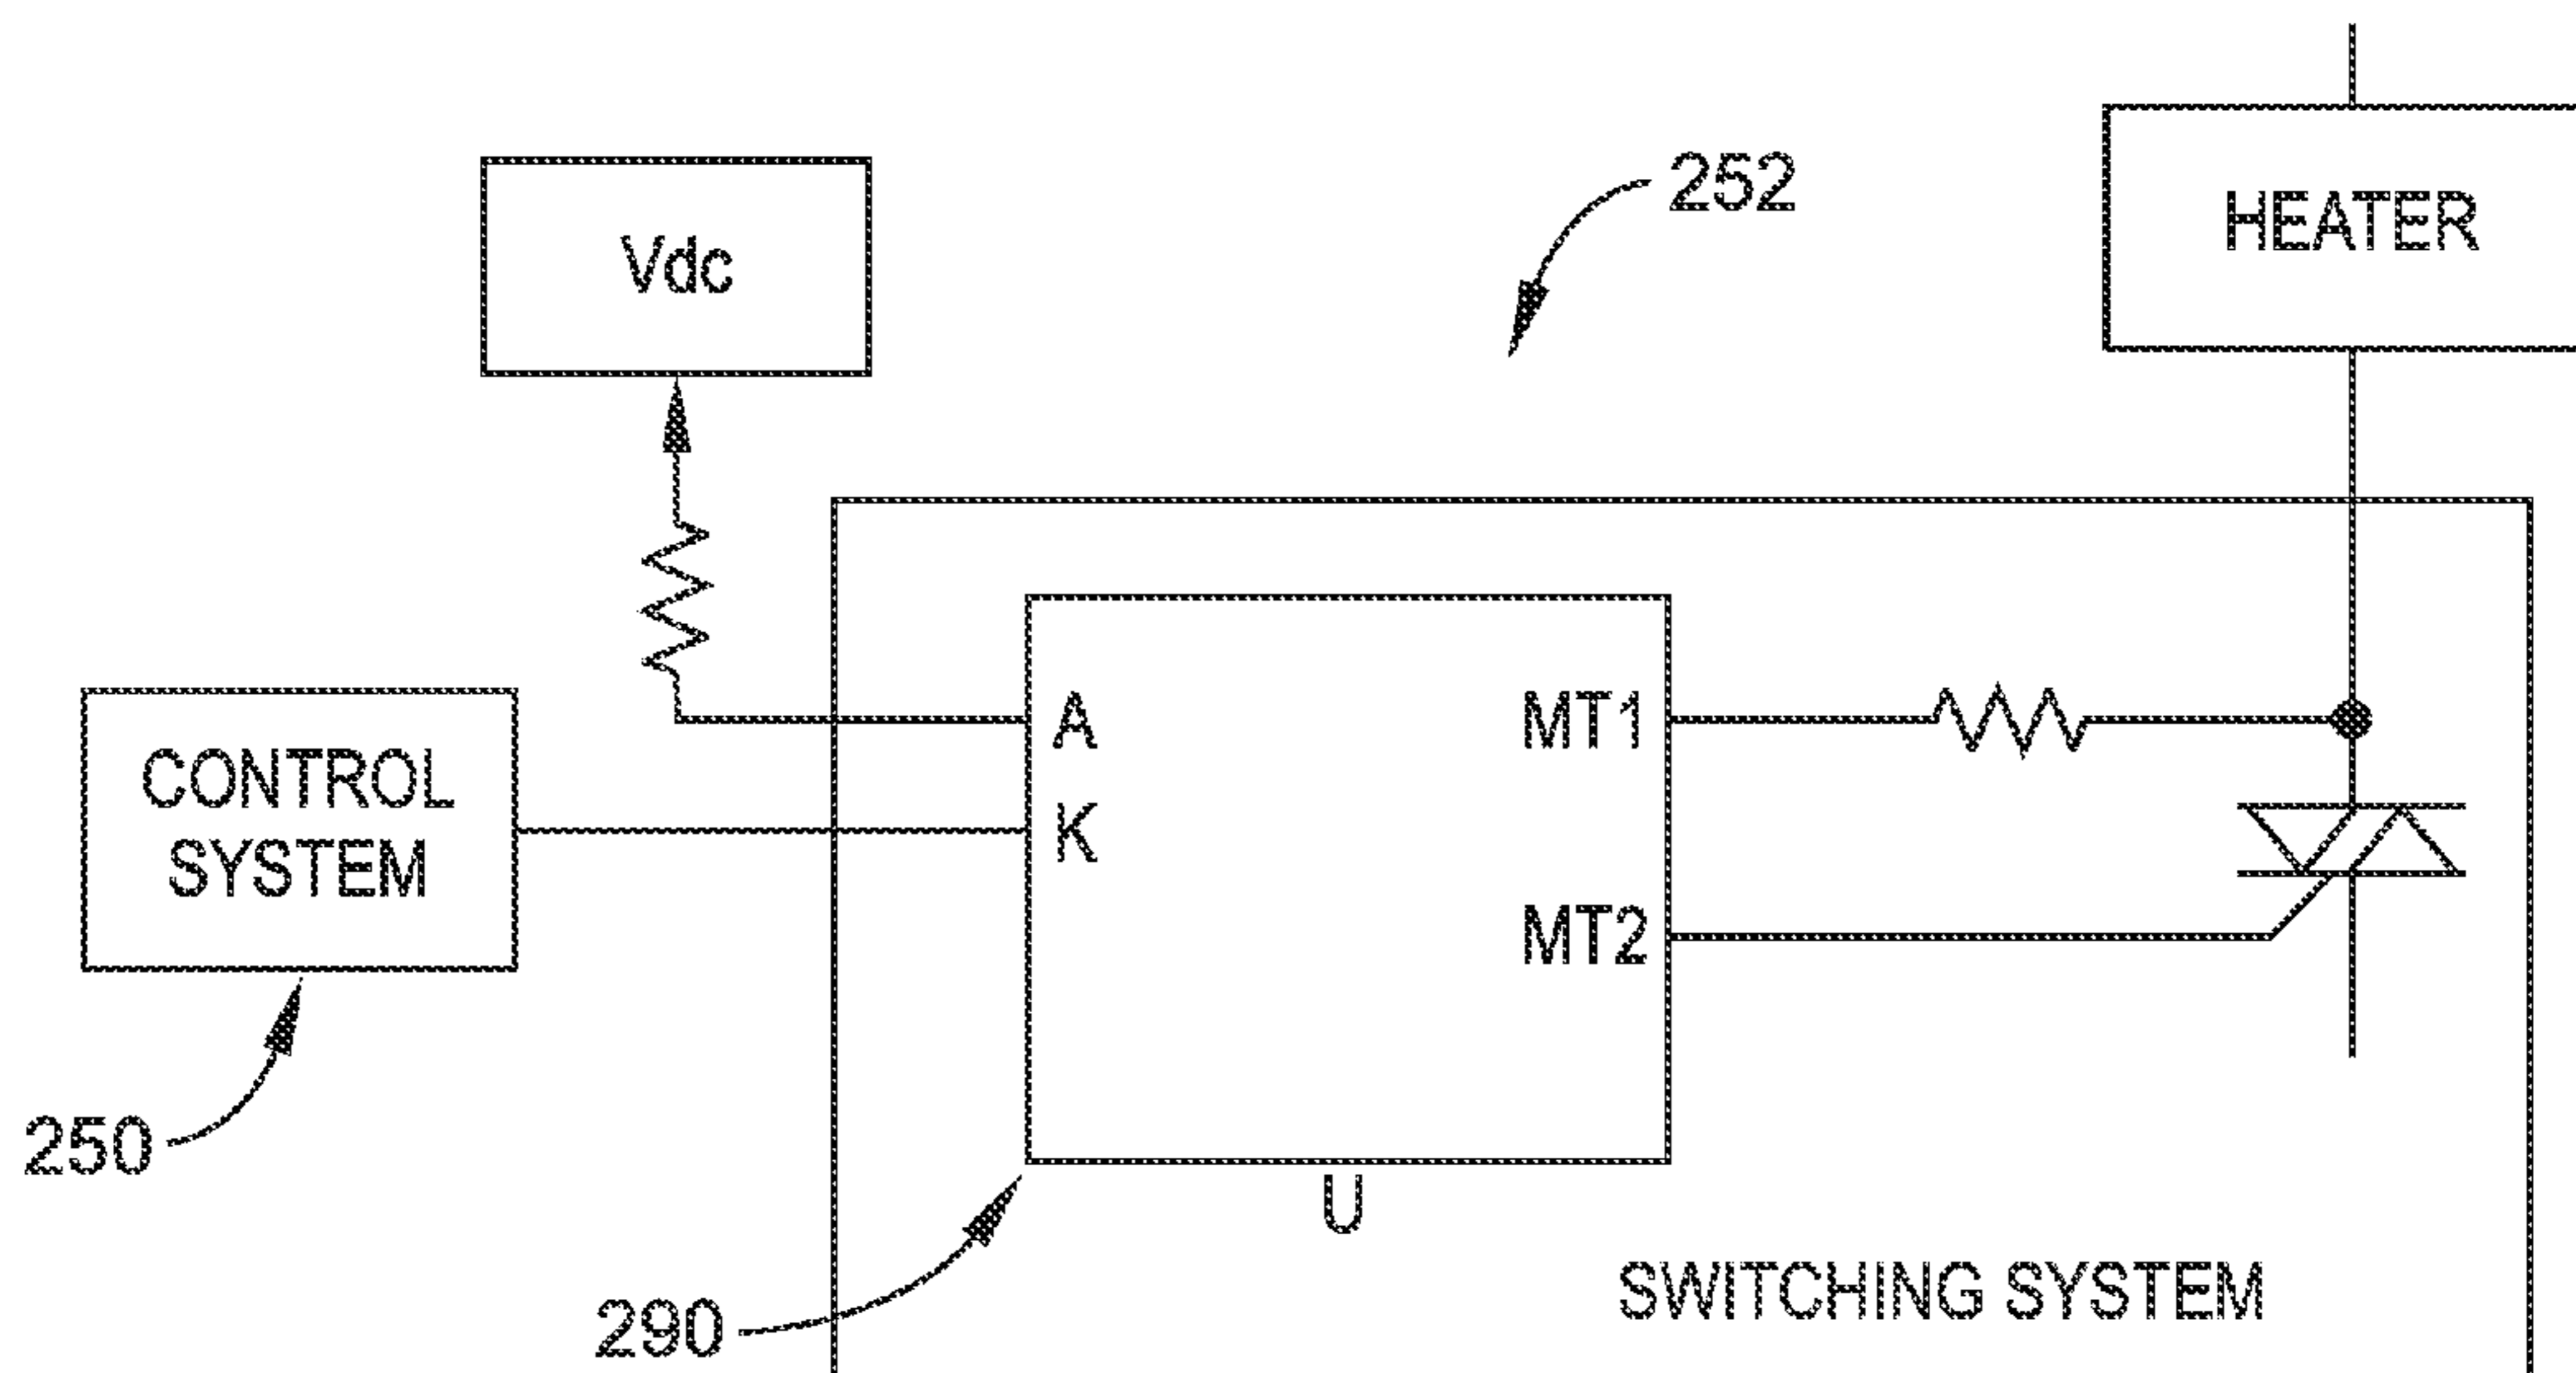 252
HEATER
Vdc
A
MT1
CONTROL
SYSTEM
K
MT2
250
U
290
SWITCHING SYSTEM